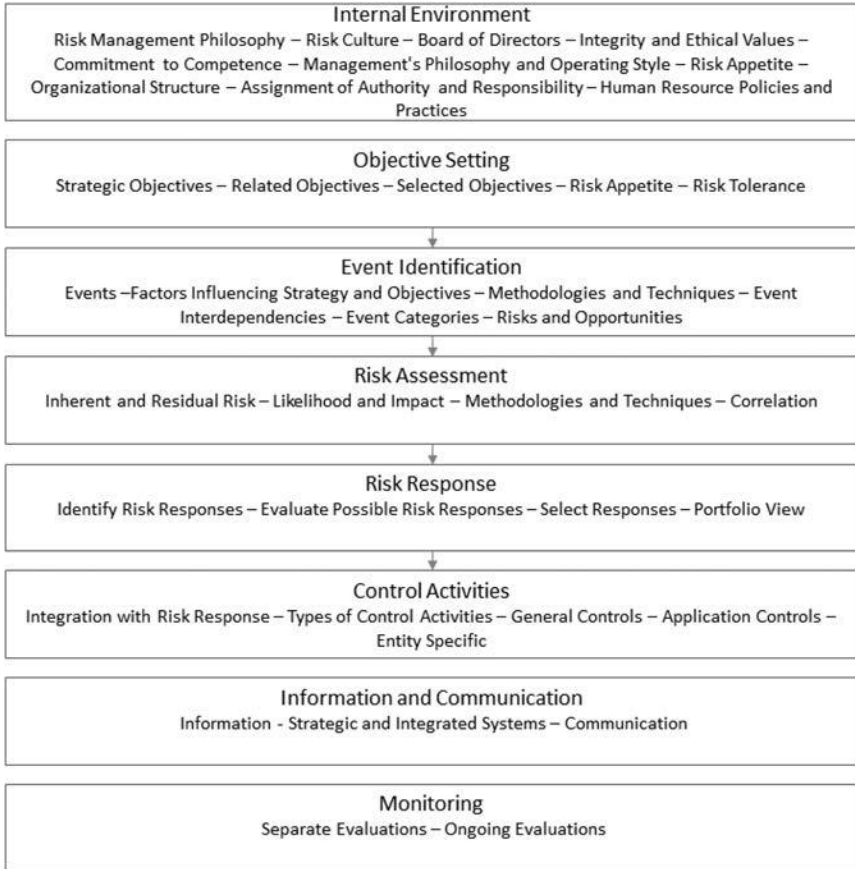 Internal Environment
Risk Management Philosophy – Risk Culture – Board of Directors – Integrity and Ethical Values –
Commitment to Competence – Management's Philosophy and Operating Style – Risk Appetite –
Organizational Structure – Assignment of Authority and Responsibility – Human Resource Policies and
Practices
Objective Setting
Strategic Objectives – Related Objectives – Selected Objectives – Risk Appetite – Risk Tolerance
Event Identification
Events –Factors Influencing Strategy and Objectives – Methodologies and Techniques – Event
Interdependencies – Event Categories – Risks and Opportunities
Risk Assessment
Inherent and Residual Risk – Likelihood and Impact – Methodologies and Techniques – Correlation
Risk Response
Identify Risk Responses – Evaluate Possible Risk Responses – Select Responses – Portfolio View
Control Activities
Integration with Risk Response – Types of Control Activities – General Controls – Application Controls –
Entity Specific
Information and Communication
Information - Strategic and Integrated Systems – Communication
Monitoring
Separate Evaluations – Ongoing Evaluations